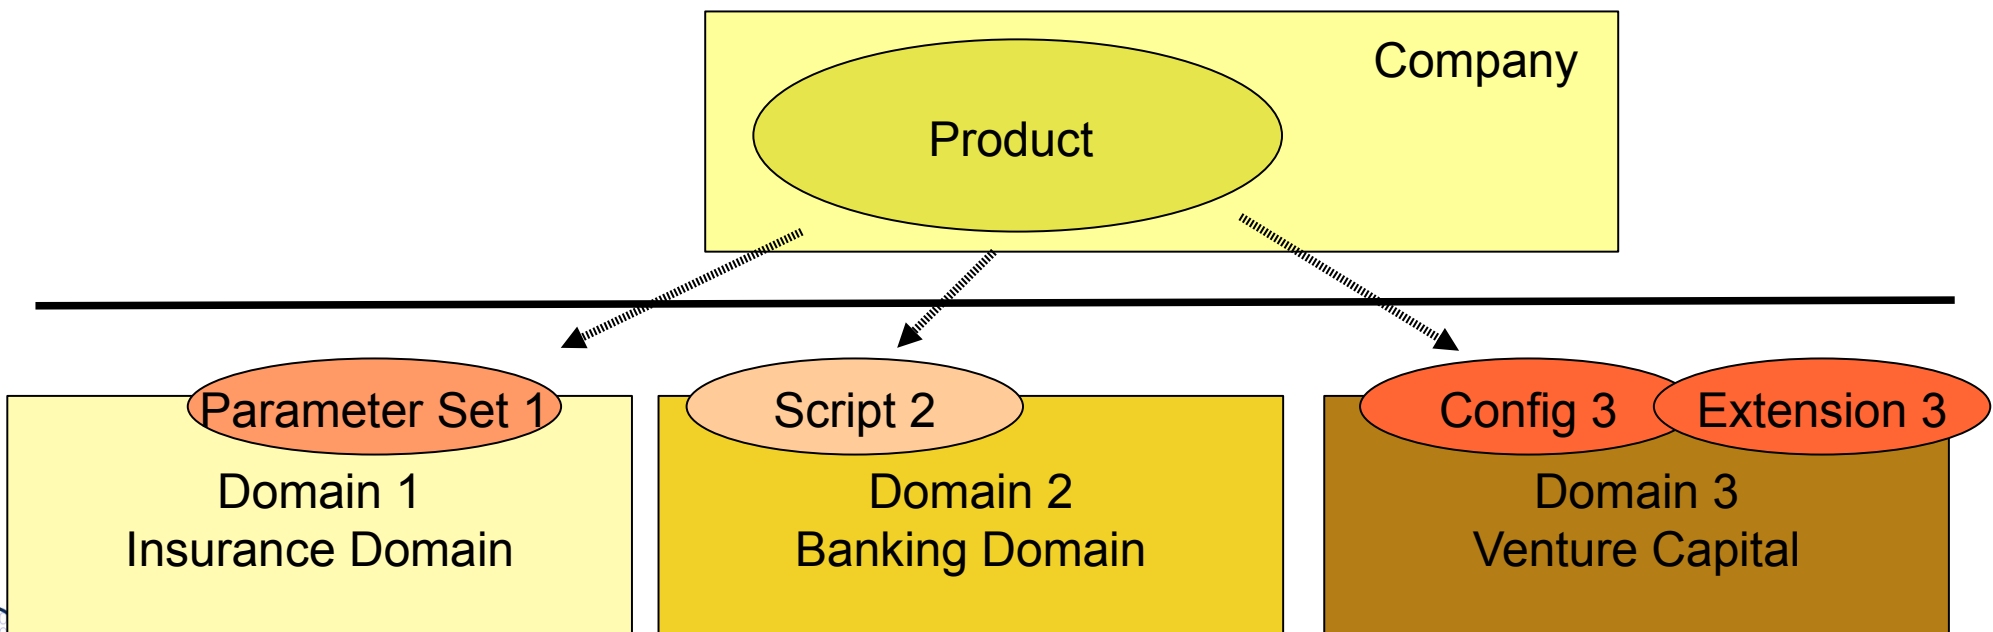 Company
Product
Parameter Set 1
Script 2
Config 3
Extension 3
Domain 1
Insurance Domain
Domain 2
Banking Domain
Domain 3
Venture Capital